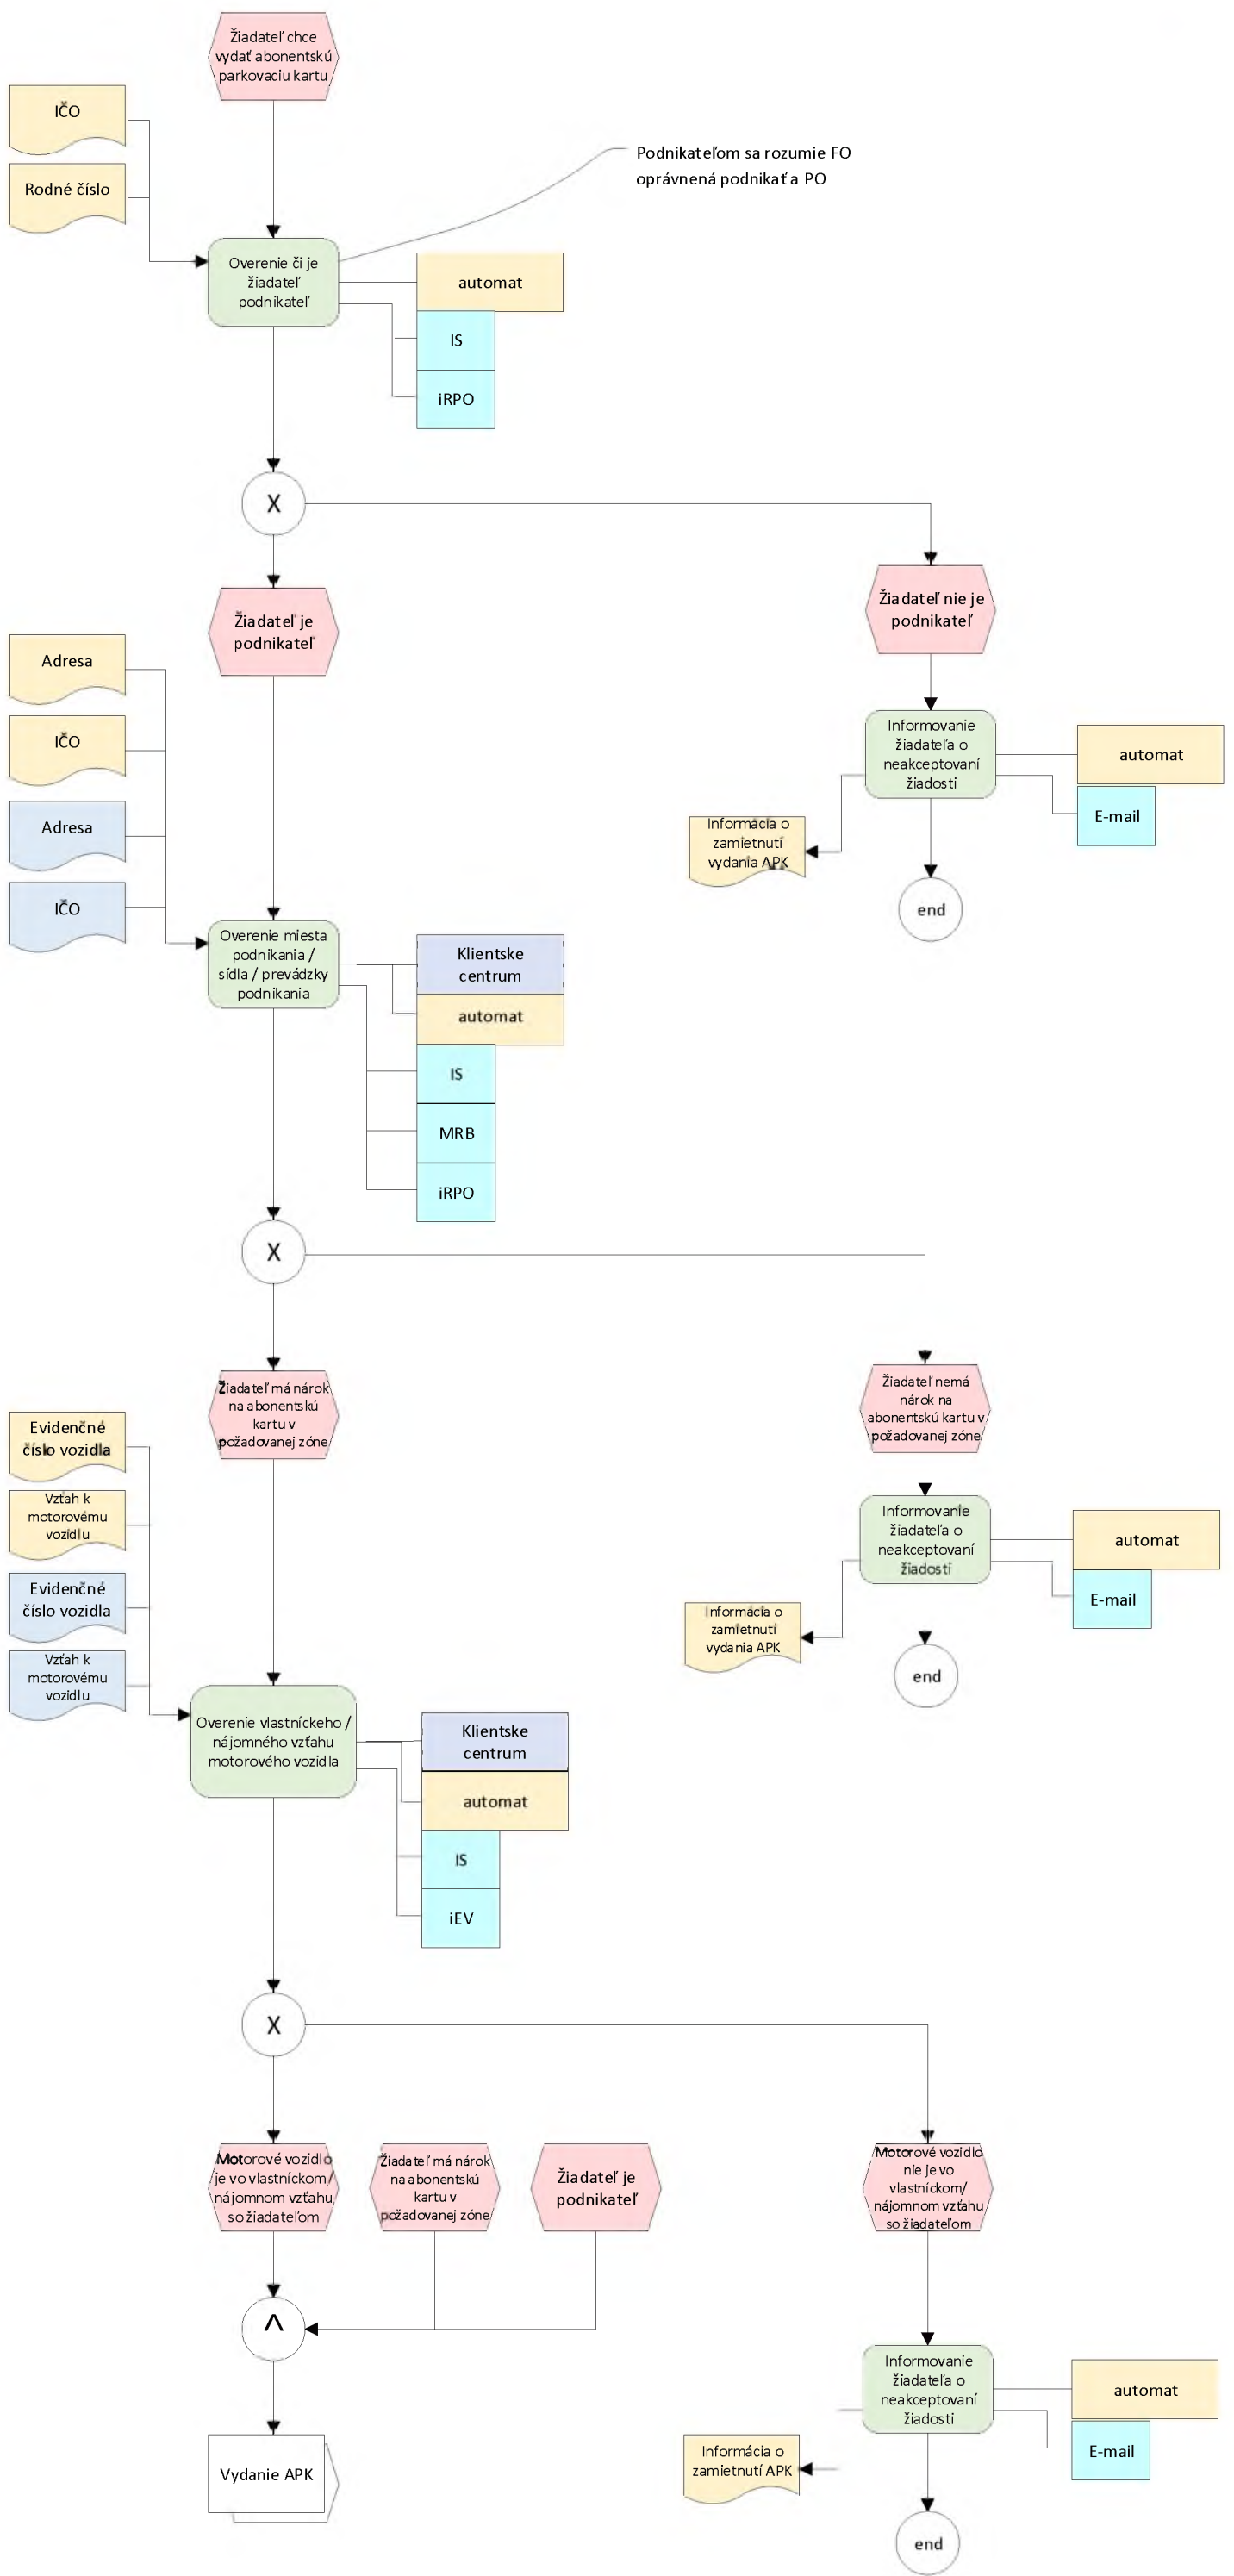 Žiadateľ chce
vydať abonentskú
parkovaciu kartu
IČO
Rodné číslo
Podnikateľom sa rozumie FO
oprávnená podnikať a PO
Overenie či je
žiadateľ
podnikateľ
automat
IS
iRPO
X
Žiadateľ je
podnikateľ
Žiadateľ nie je
podnikateľ
Adresa
IČO
Adresa
IČO
Informovanie
žiadateľa o
neakceptovaní
žiadosti
automat
E-mail
Informácia o
zamietnutí
vydania APK
end
Overenie miesta
podnikania /
sídla / prevádzky
podnikania
Klientske
centrum
automat
IS
MRB
iRPO
X
Žiadateľ má nárok
na abonentskú
kartu v
požadovanej zóne
Žiadateľ nemá
nárok na
abonentskú kartu v
požadovanej zóne
Evidenčné
číslo vozidla
Vzťah k
motorovému
vozidlu
Evidenčné
číslo vozidla
Vzťah k
motorovému
vozidlu
Informovanie
žiadateľa o
neakceptovaní
žiadosti
automat
E-mail
Informácia o
zamietnutí
vydania APK
end
Overenie vlastníckeho /
nájomného vzťahu
motorového vozidla
Klientske
centrum
automat
IS
iEV
X
Motorové vozidlo
je vo vlastníckom/
nájomnom vzťahu
so žiadateľom
Žiadateľ má nárok
na abonentskú
kartu v
požadovanej zóne
Žiadateľ je
podnikateľ
Motorové vozidlo
nie je vo
vlastníckom/
nájomnom vzťahu
so žiadateľom
^
Informovanie
žiadateľa o
neakceptovaní
žiadosti
automat
E-mail
Informácia o
zamietnutí APK
Vydanie APK
end